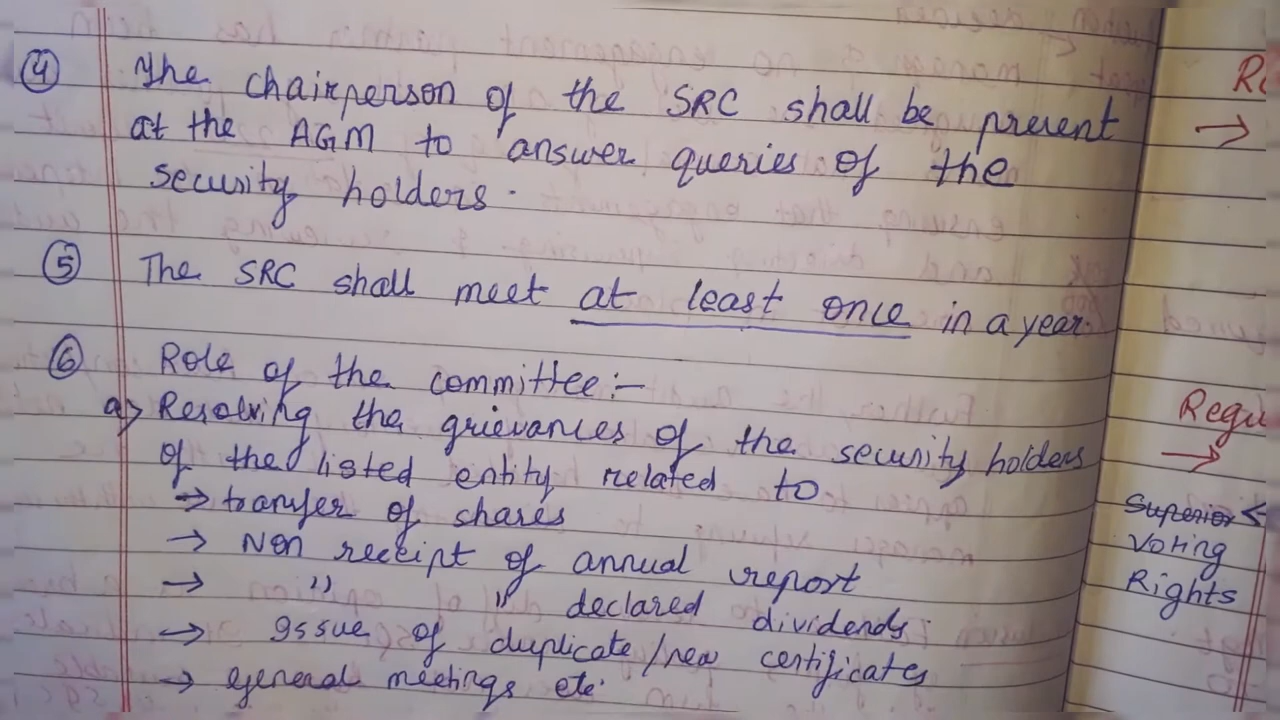 ④ The chairperson of the SRC shall be present
at the AGM to answer queries of the
security holders.
⑤ The SRC shall meet at least once in a year.
⑥ Role of the committee:-
a> Resolving the grievances of the security holders
of the listed entity related to
→ transfer of shares
→ Non receipt of annual report
→ " " declared dividends.
→ Issue of duplicate/new certificates
→ general meetings etc.
→
→
Superior <
Voting
Rights